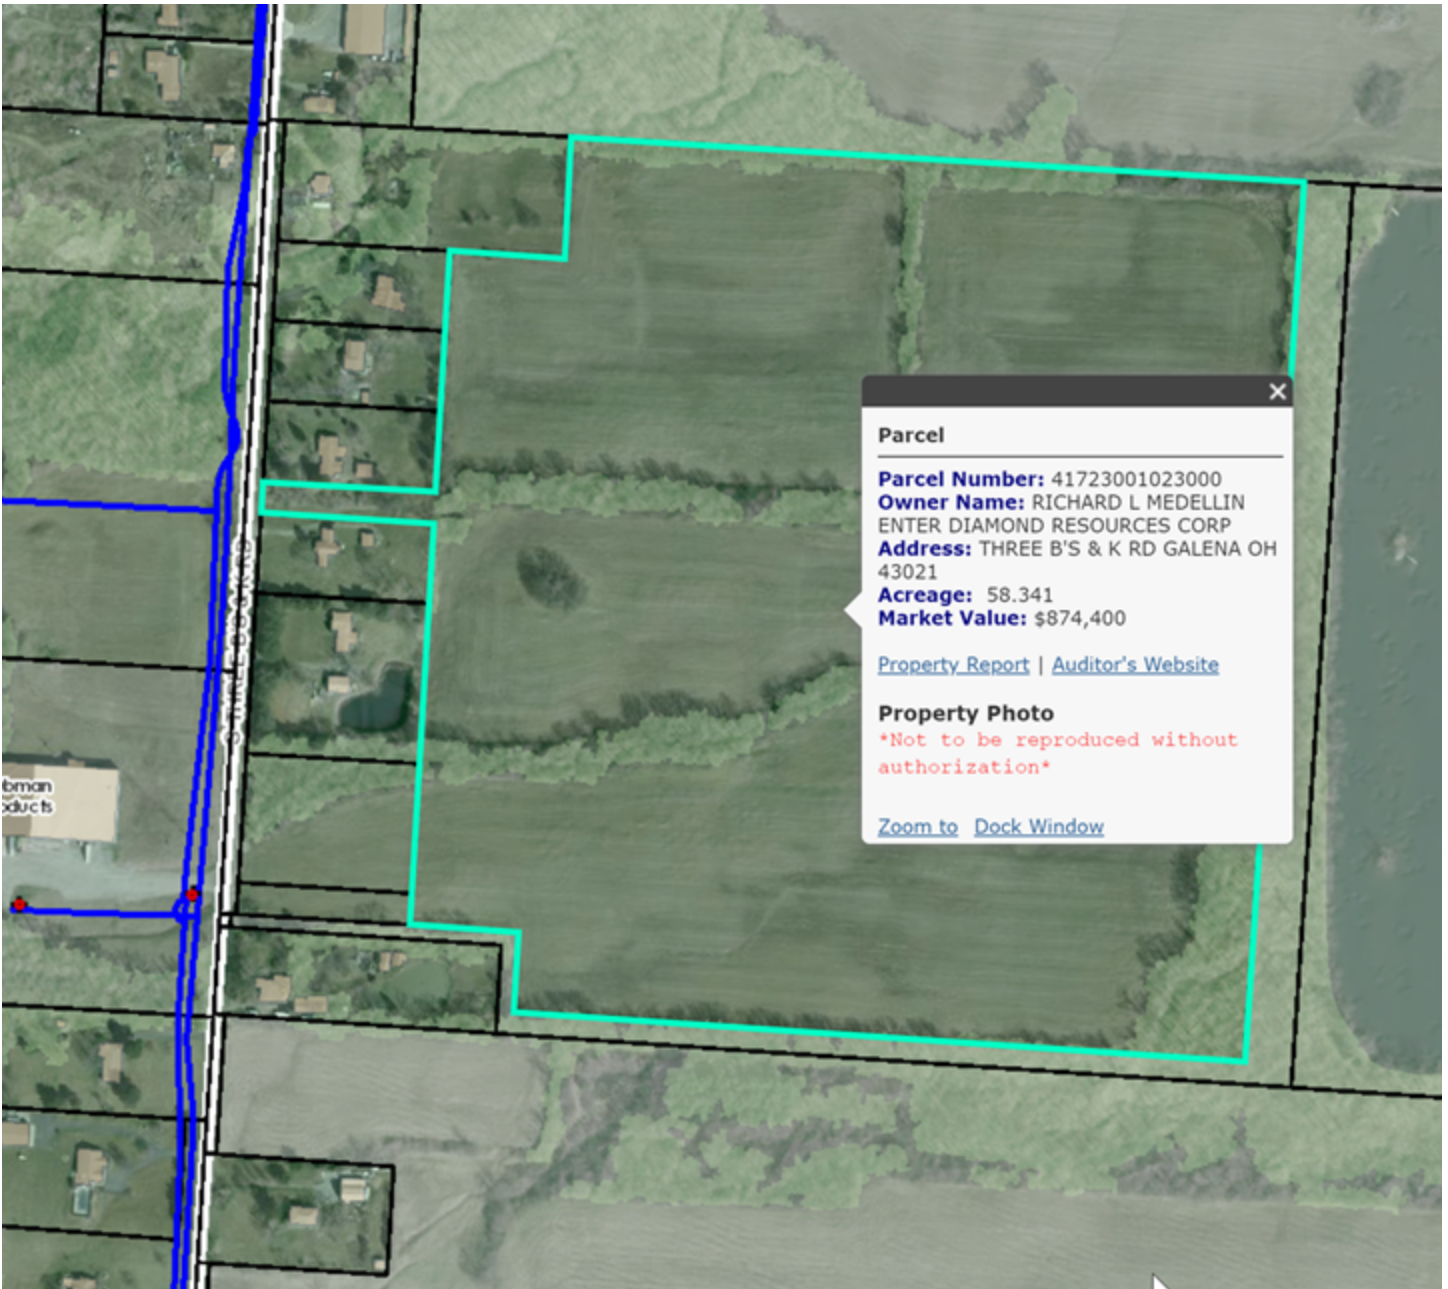 Parcel
Parcel Number: 41723001023000
Owner Name: RICHARD L MEDELLIN
ENTER DIAMOND RESOURCES CORP
Address: THREE B'S & K RD GALENA OH
43021
Acreage: 58.341
Market Value: $874,400
Property Report | Auditor's Website
Property Photo
*Not to be reproduced without
authorization*
Zoom to Dock Window
bman
oducts